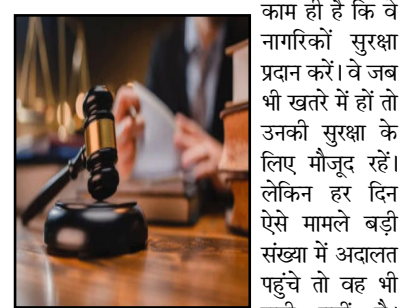 काम ही है कि वे
नागरिकों सुरक्षा
प्रदान करें। वे जब
भी खतरे में हों तो
उनकी सुरक्षा के
लिए मौजूद रहें।
लेकिन हर दिन
ऐसे मामले बड़ी
संख्या में अदालत
पहुंचे तो वह भी